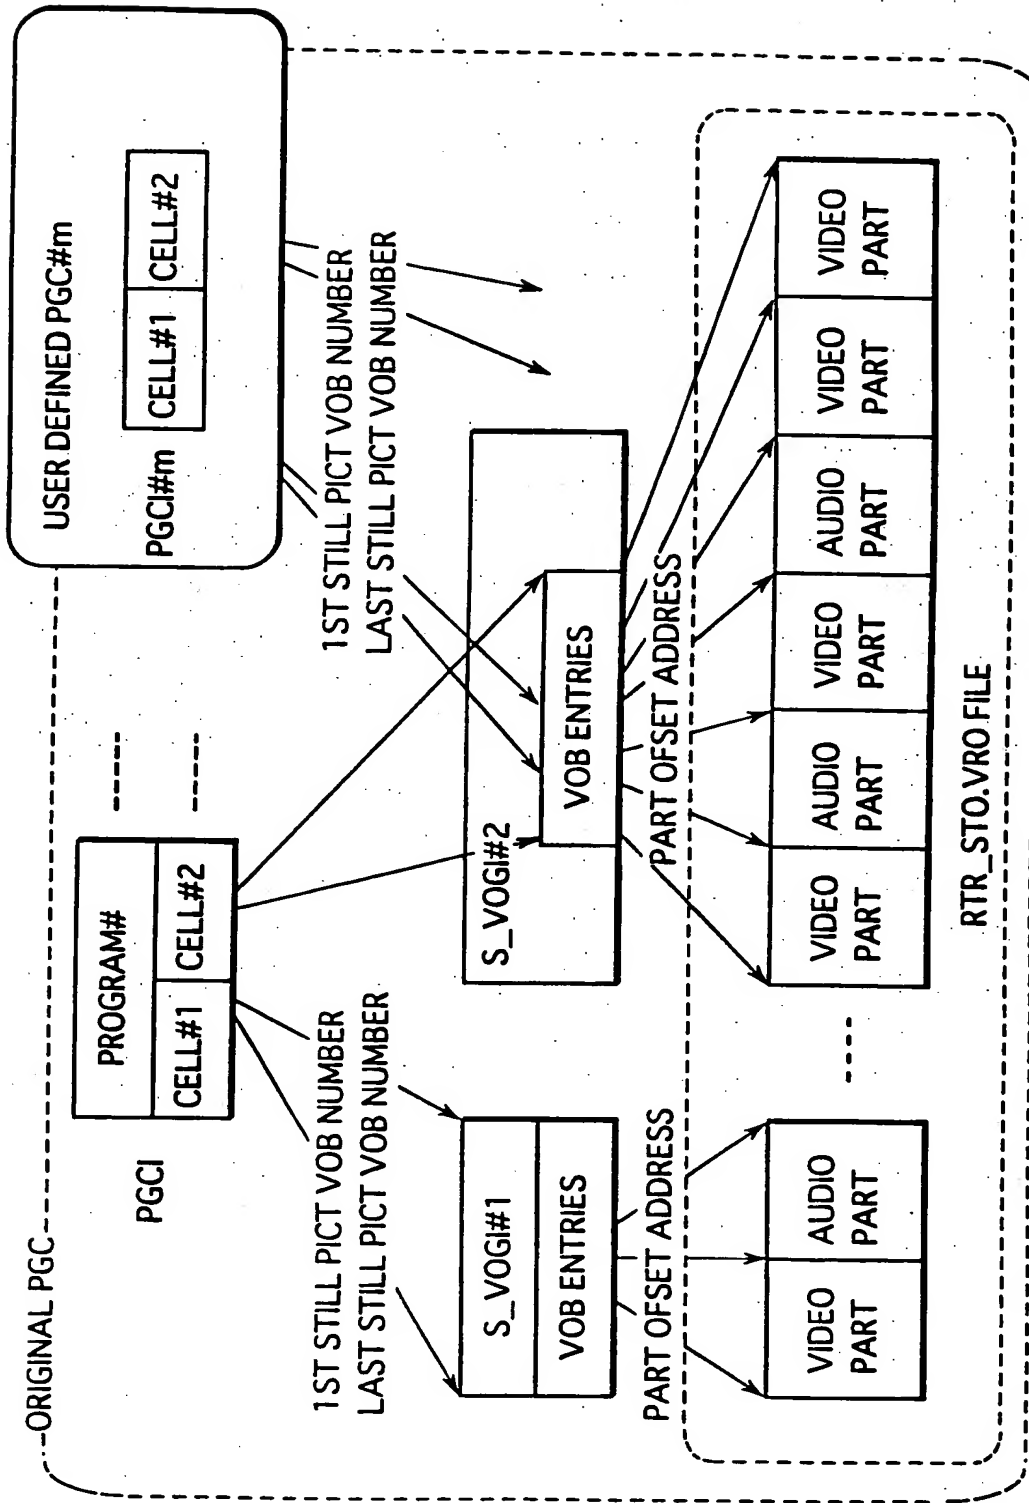 ORIGINAL PGC
USER DEFINED PGC#m
PGCI#m
CELL#1
CELL#2
PGCI
PROGRAM#
CELL#1
CELL#2
1ST STILL PICT VOB NUMBER
LAST STILL PICT VOB NUMBER
1ST STILL PICT VOB NUMBER
LAST STILL PICT VOB NUMBER
S_VOGI#1
VOB ENTRIES
S_VOGI#2
VOB ENTRIES
PART OFSET ADDRESS
PART OFSET ADDRESS
VIDEO
PART
AUDIO
PART
VIDEO
PART
AUDIO
PART
VIDEO
PART
AUDIO
PART
VIDEO
PART
VIDEO
PART
RTR_STO.VRO FILE